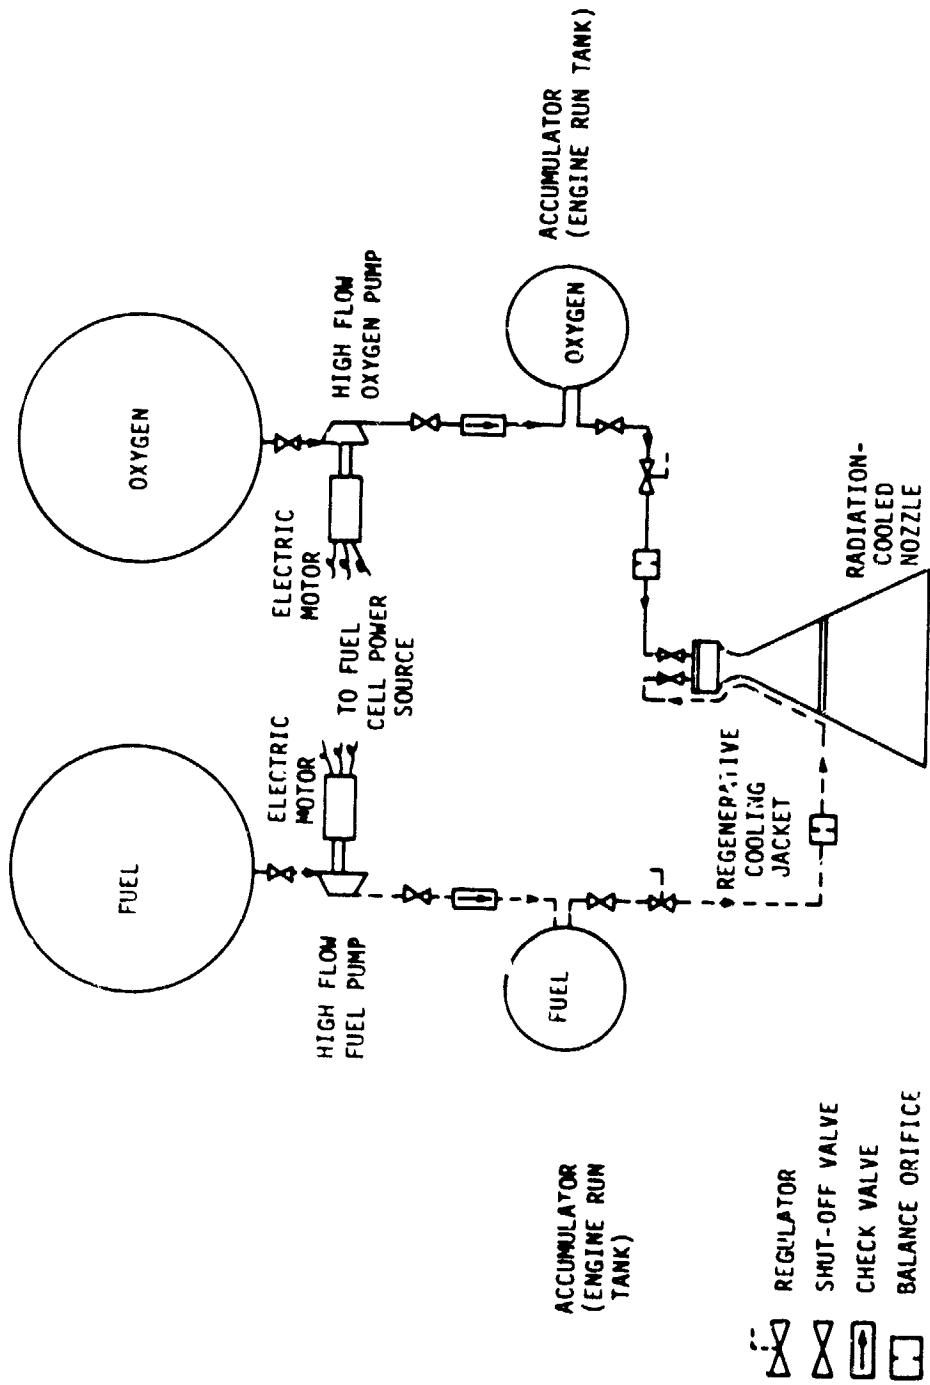 FUEL
OXYGEN
HIGH FLOW
FUEL PUMP
ELECTRIC
MOTOR
TO FUEL
CELL POWER
SOURCE
ELECTRIC
MOTOR
HIGH FLOW
OXYGEN PUMP
ACCUMULATOR
(ENGINE RUN
TANK)
FUEL
OXYGEN
ACCUMULATOR
(ENGINE RUN TANK)
REGENERATIVE
COOLING
JACKET
RADIATION-
COOLED
NOZZLE
REGULATOR
SHUT-OFF VALVE
CHECK VALVE
BALANCE ORIFICE